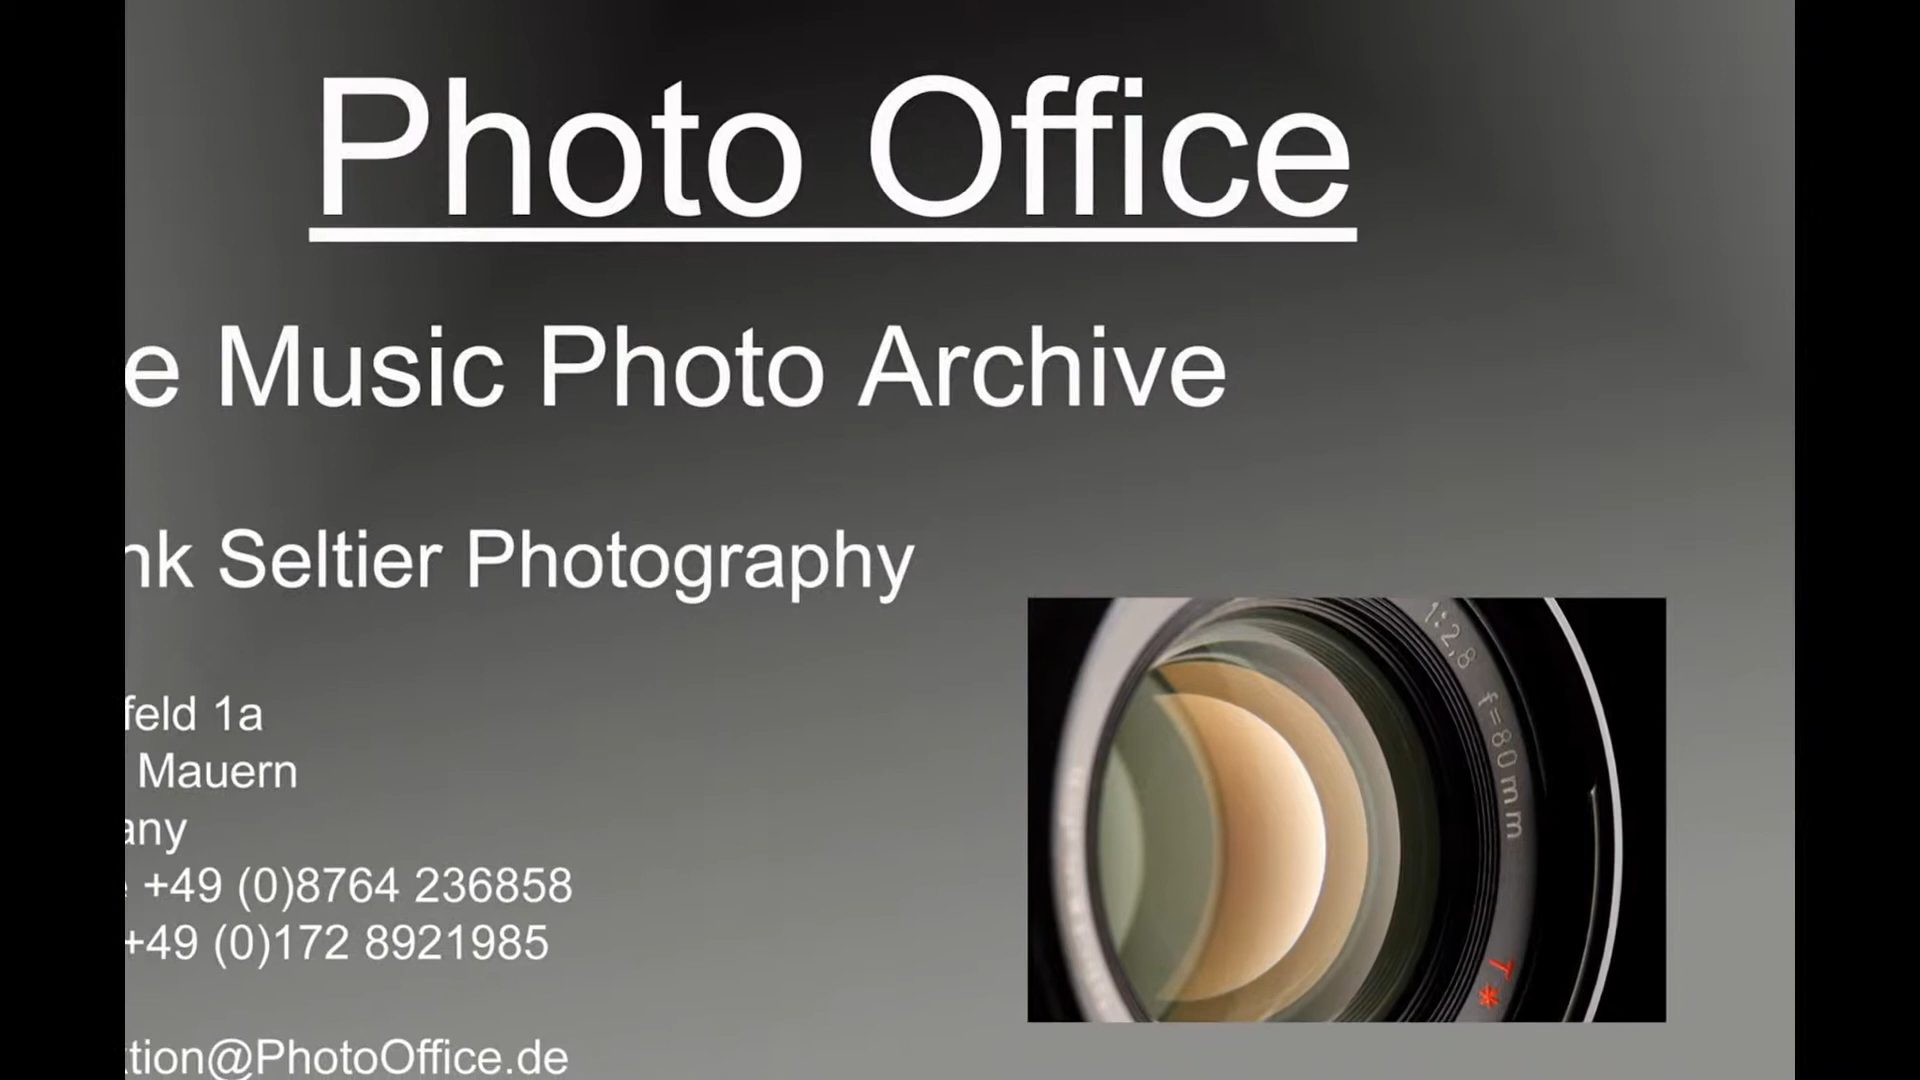 Photo Office
e Music Photo Archive
nk Seltier Photography
feld 1a
Mauern
any
+49 (0)8764 236858
+49 (0)172 8921985
ktion@PhotoOffice.de
1:2,8 f=80mm
T*